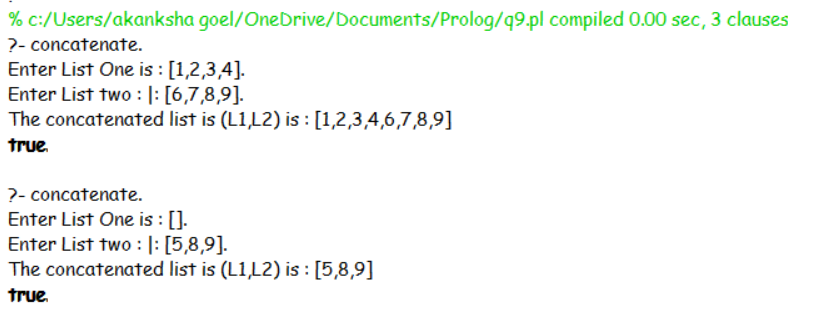 % c:/Users/akanksha goel/OneDrive/Documents/Prolog/q9.pl compiled 0.00 sec, 3 clauses
?- concatenate.
Enter List One is : [1,2,3,4].
Enter List two : |: [6,7,8,9].
The concatenated list is (L1,L2) is : [1,2,3,4,6,7,8,9]
true.
?- concatenate.
Enter List One is : [].
Enter List two : |: [5,8,9].
The concatenated list is (L1,L2) is : [5,8,9]
true.